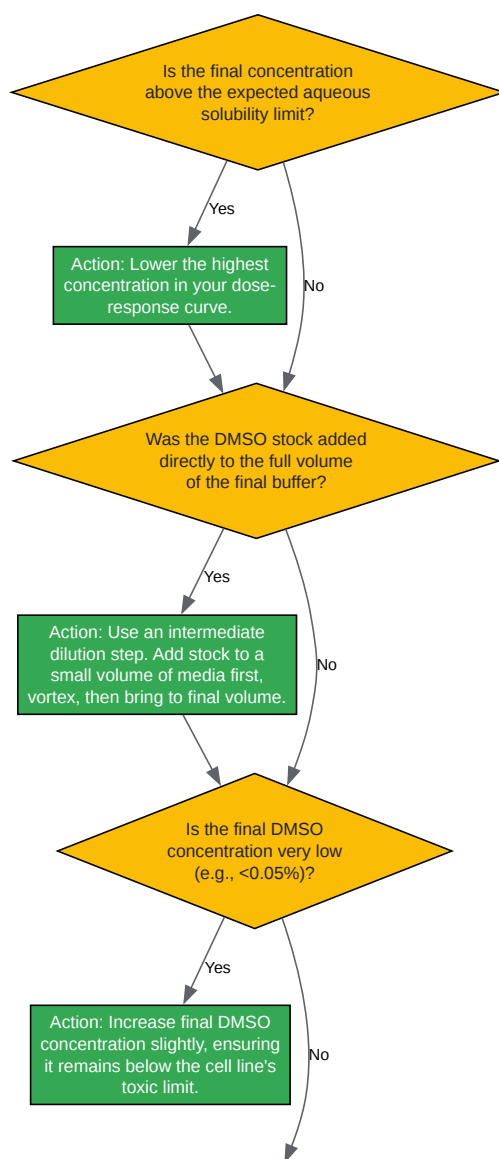 Is the final concentration
above the expected aqueous
solubility limit?
Yes
Action: Lower the highest
concentration in your dose-
response curve.
No
Was the DMSO stock added
directly to the full volume
of the final buffer?
Yes
Action: Use an intermediate
dilution step. Add stock to a
small volume of media first,
vortex, then bring to final volume.
No
Is the final DMSO
concentration very low
(e.g., <0.05%)?
Yes
Action: Increase final DMSO
concentration slightly, ensuring
it remains below the cell line's
toxic limit.
No